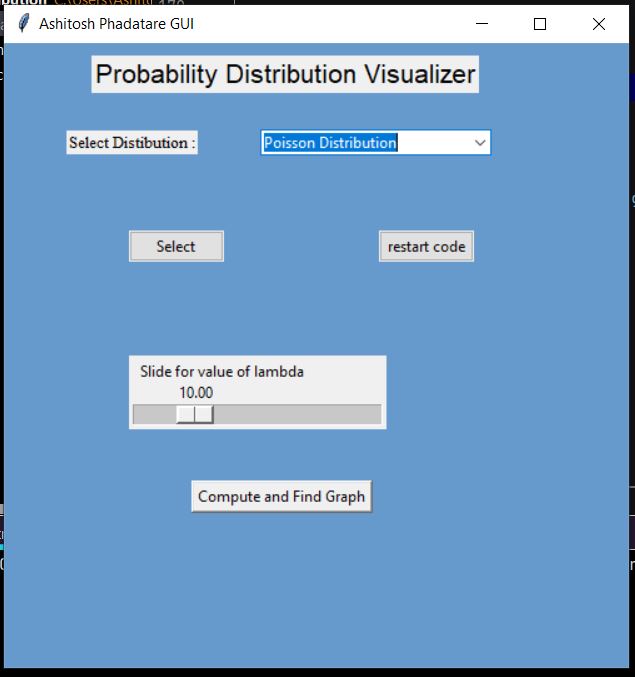 Ashitosh Phadatare GUI
Probability Distribution Visualizer
Select Distibution :
Poisson Distribution
Select
restart code
Slide for value of lambda
10.00
Compute and Find Graph